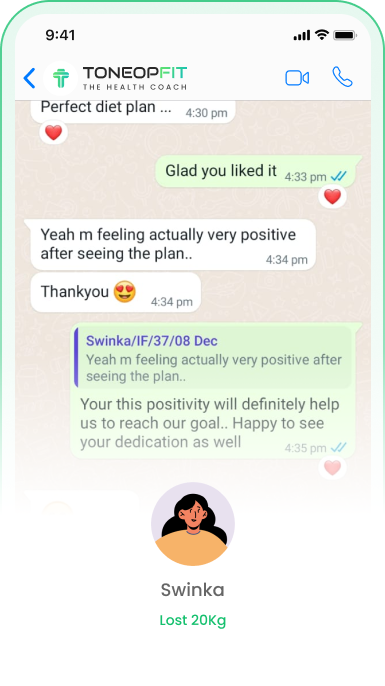 9:41
TONEOPFIT
THE HEALTH COACH
Perfect diet plan ... 4:30 pm
Glad you liked it 4:33 pm
Yeah m feeling actually very positive
after seeing the plan..
4:34 pm
Thankyou 😍 4:34 pm
Swinka/IF/37/08 Dec
Yeah m feeling actually very positive after
seeing the plan..
Your this positivity will definitely help
us to reach our goal.. Happy to see
your dedication as well 4:35 pm
Swinka
Lost 20Kg